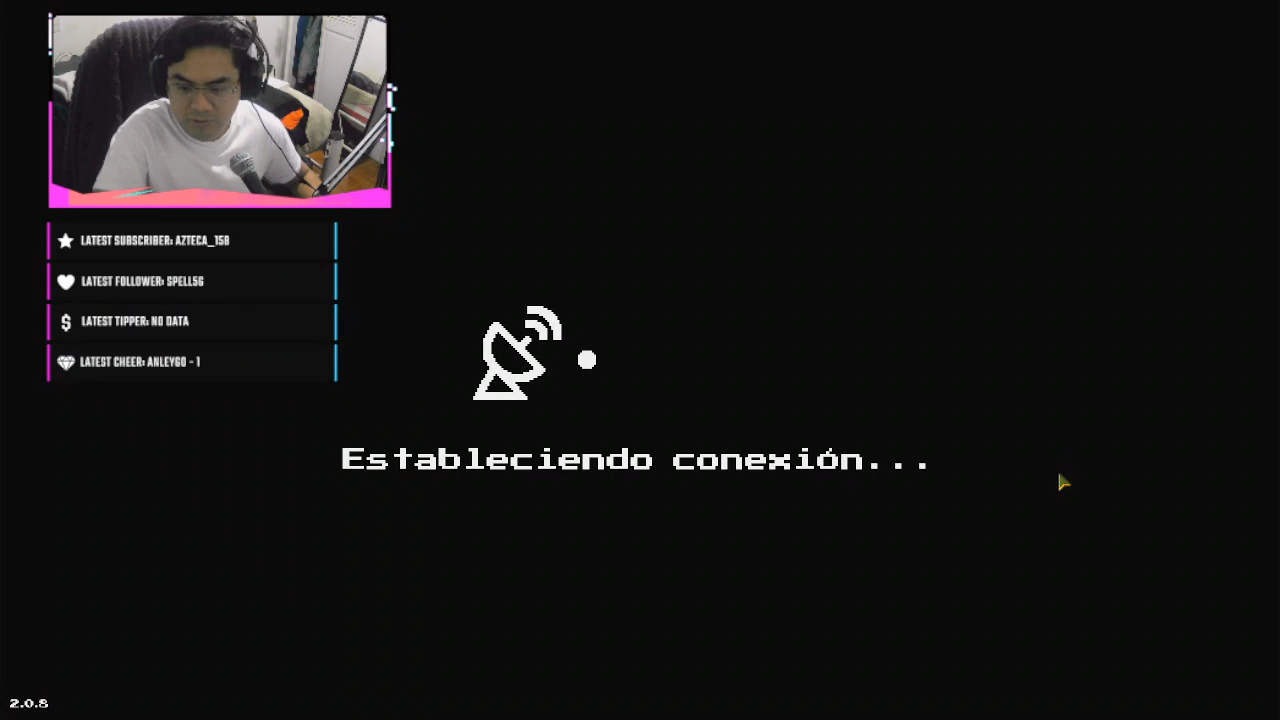 LATEST SUBSCRIBER: AZTECA_158
LATEST FOLLOWER: SPELL5G
LATEST TIPPER: NO DATA
LATEST CHEER: ANLEYGO - 1
Estableciendo conexión...
2.0.8